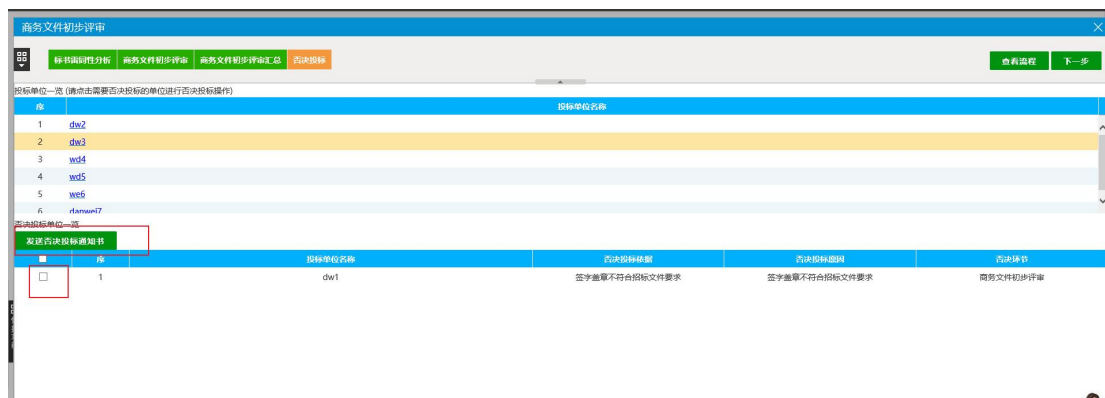 商务文件初步评审
标书雷同性分析 商务文件初步评审 商务文件初步评审汇总 否决投标 查看流程 下一步
投标单位一览 (请点击需要否决投标的单位进行否决投标操作)
序 投标单位名称
1 dw2
2 dw3
3 wd4
4 wd5
5 we6
6 danwei7
否决投标单位一览
发送否决投标通知书
序 投标单位名称 否决投标依据 否决投标原因 否决环节
1 dw1 签字盖章不符合招标文件要求 签字盖章不符合招标文件要求 商务文件初步评审